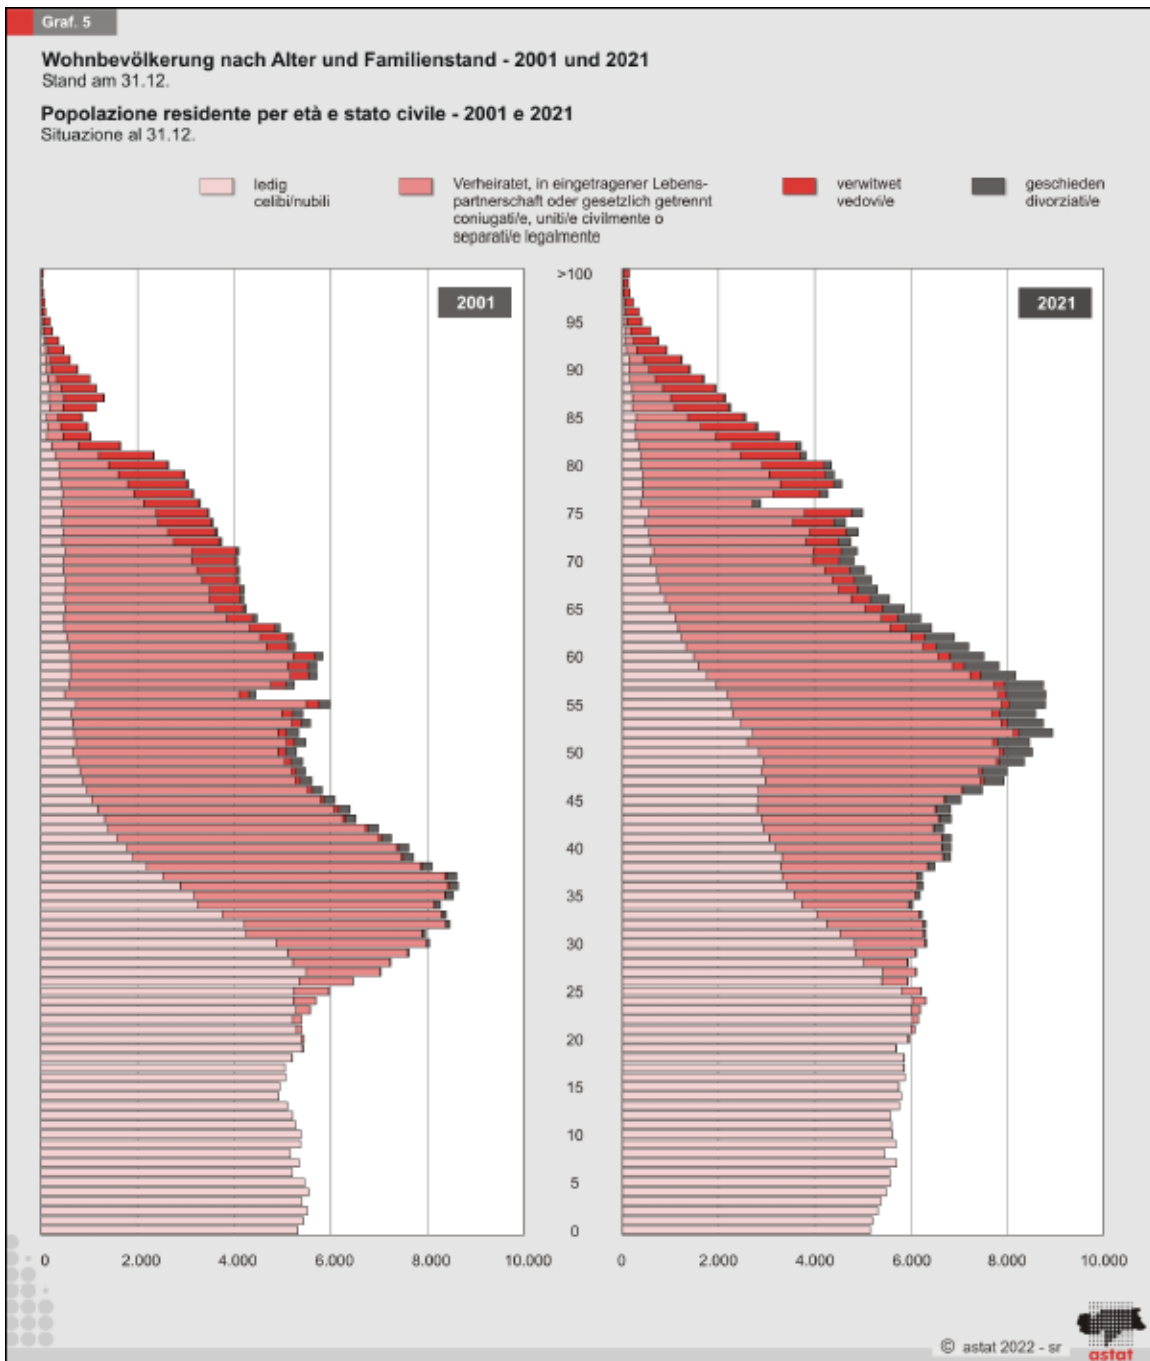 Graf. 5
Wohnbevölkerung nach Alter und Familienstand - 2001 und 2021
Stand am 31.12.
Popolazione residente per età e stato civile - 2001 e 2021
Situazione al 31.12.
ledig
celibi/nubili
Verheiratet, in eingetragener Lebens-
partnerschaft oder gesetzlich getrennt
coniugati/e, uniti/e civilmente o
separati/e legalmente
verwitwet
vedovi/e
geschieden
divorziati/e
2001
>100
95
90
85
80
75
70
65
60
55
50
45
40
35
30
25
20
15
10
5
0
2021
0 2.000 4.000 6.000 8.000 10.000
0 2.000 4.000 6.000 8.000 10.000
© astat 2022 - sr
astat